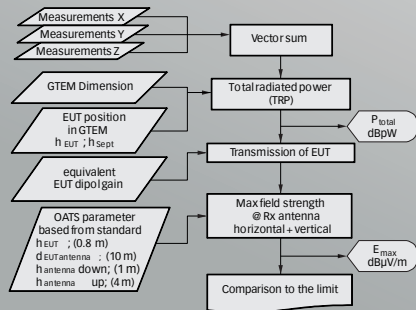 Measurements X
Measurements Y
Measurements Z
Vector sum
GTEM Dimension
Total radiated power
(TRP)
EUT position
in GTEM
h EUT ; h Sept
P total
dBpW
Transmission of EUT
equivalent
EUT dipol gain
OATS parameter
based from standard
h EUT ; (0.8 m)
d EUTantenna ; (10 m)
h antenna down; (1 m)
h antenna up; (4 m)
Max field strength
@ Rx antenna
horizontal + vertical
E max
dBµV/m
Comparison to the limit